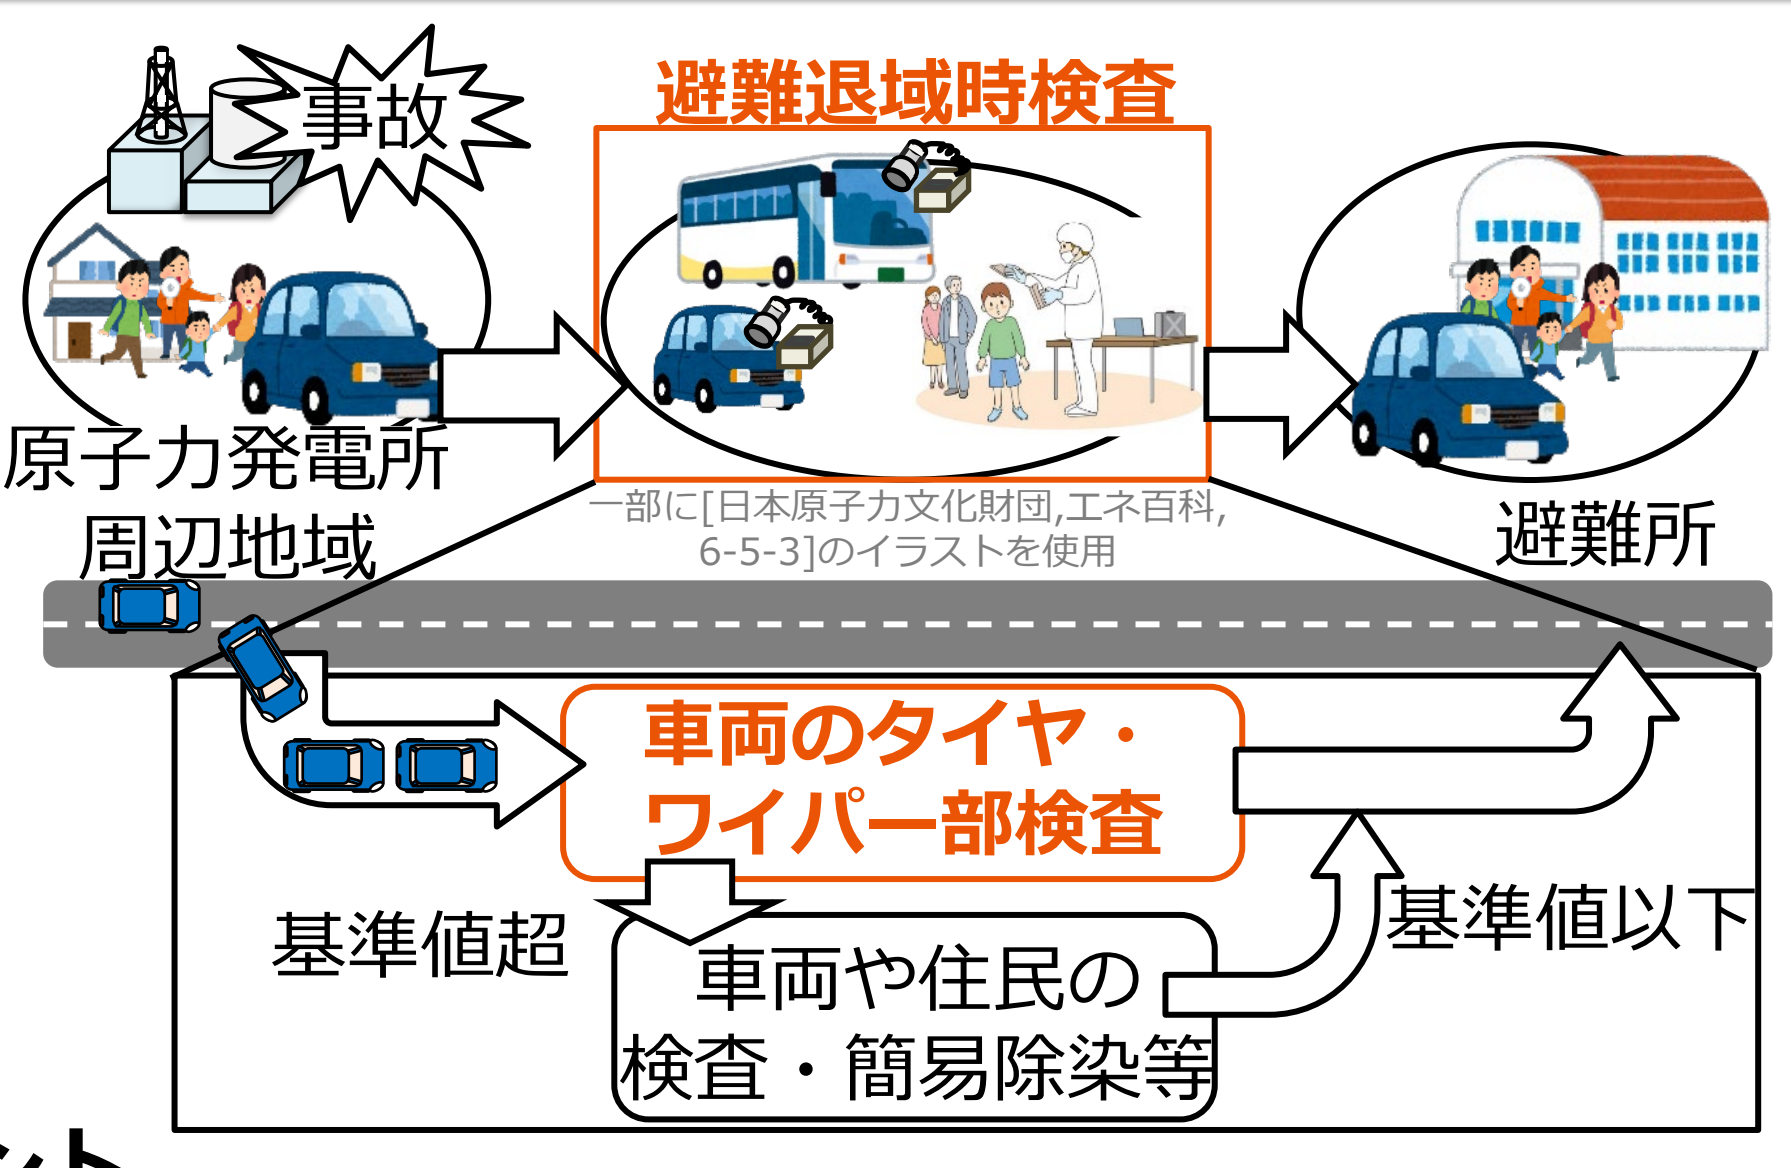 事故
避難退域時検査
原子力発電所
周辺地域
一部に[日本原子力文化財団,エネ百科,
6-5-3]のイラストを使用
避難所
車両のタイヤ・
ワイパー部検査
基準値超
基準値以下
車両や住民の
検査・簡易除染等